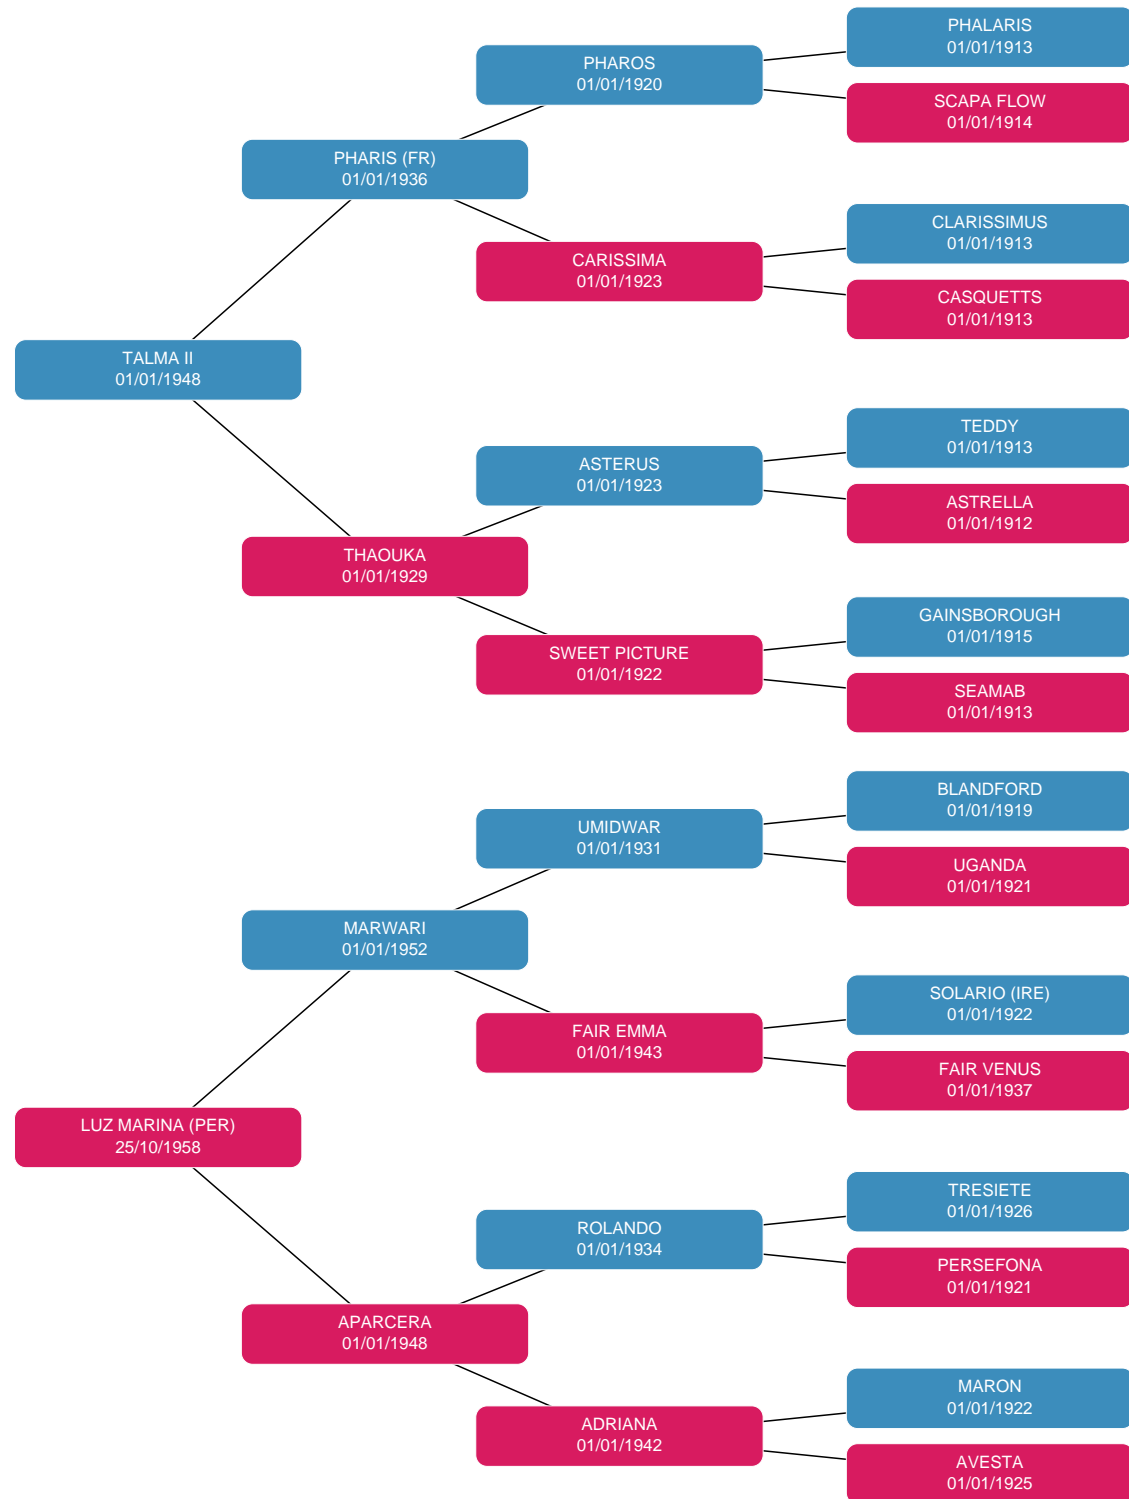 PHALARIS
01/01/1913
PHAROS
01/01/1920
SCAPA FLOW
01/01/1914
PHARIS (FR)
01/01/1936
CLARISSIMUS
01/01/1913
CARISSIMA
01/01/1923
CASQUETTS
01/01/1913
TALMA II
01/01/1948
TEDDY
01/01/1913
ASTERUS
01/01/1923
ASTRELLA
01/01/1912
THAOUKA
01/01/1929
GAINSBOROUGH
01/01/1915
SWEET PICTURE
01/01/1922
SEAMAB
01/01/1913
BLANDFORD
01/01/1919
UMIDWAR
01/01/1931
UGANDA
01/01/1921
MARWARI
01/01/1952
SOLARIO (IRE)
01/01/1922
FAIR EMMA
01/01/1943
FAIR VENUS
01/01/1937
LUZ MARINA (PER)
25/10/1958
TRESIETE
01/01/1926
ROLANDO
01/01/1934
PERSEFONA
01/01/1921
APARCERA
01/01/1948
MARON
01/01/1922
ADRIANA
01/01/1942
AVESTA
01/01/1925